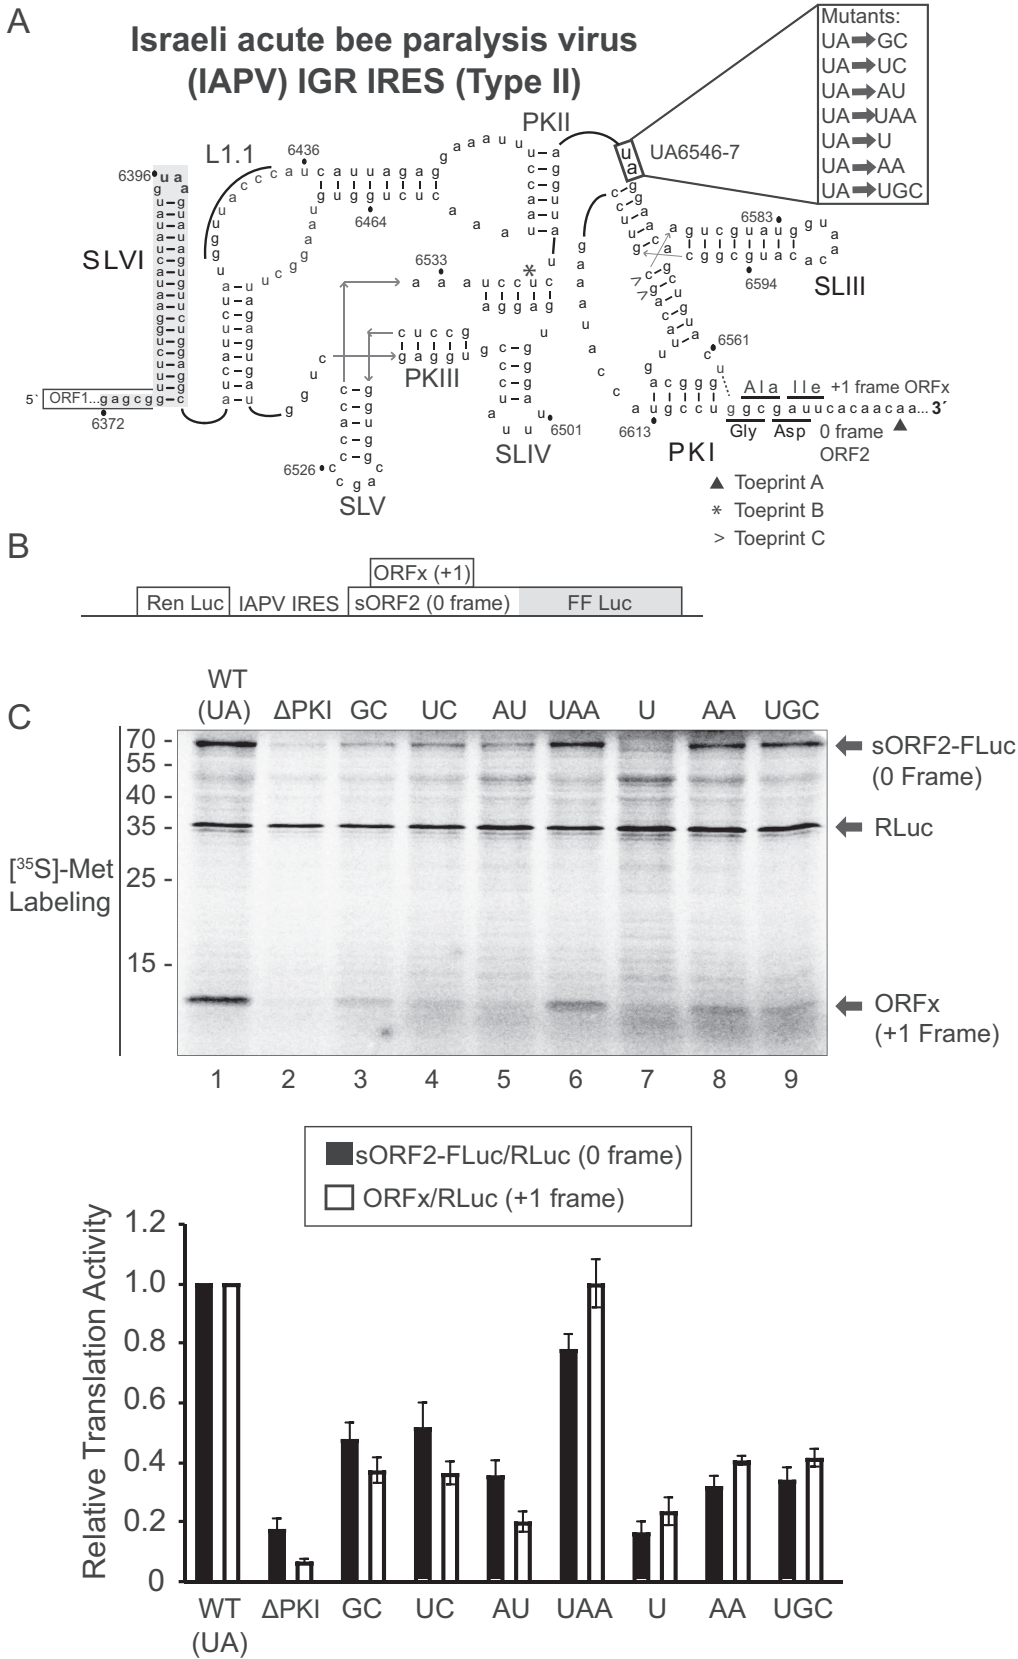 A
Israeli acute bee paralysis virus
(IAPV) IGR IRES (Type II)
Mutants:
UA➡GC
UA➡UC
UA➡AU
UA➡UAA
UA➡U
UA➡AA
UA➡UGC
PKII
L1.1
6436
6396
UA6546-7
6464
6583
SLVI
6533
*
SLIII
6594
6561
PKIII
5` ORF1...gagcgg
6372
Ala Ile +1 frame ORFx
ggcgauucacaacaa... 3´
Gly Asp 0 frame
ORF2
6501
6613
SLIV
PKI
6526
SLV
▲ Toeprint A
* Toeprint B
> Toeprint C
B
ORFx (+1)
Ren Luc IAPV IRES sORF2 (0 frame) FF Luc
C
WT
(UA) ΔPKI GC UC AU UAA U AA UGC
70 -
55 -
40 -
35 -
25 -
15 -
[³⁵S]-Met
Labeling
sORF2-FLuc
(0 Frame)
RLuc
ORFx
(+1 Frame)
1 2 3 4 5 6 7 8 9
sORF2-FLuc/RLuc (0 frame)
ORFx/RLuc (+1 frame)
Relative Translation Activity
1.2
1.0
0.8
0.6
0.4
0.2
0
WT ΔPKI GC UC AU UAA U AA UGC
(UA)